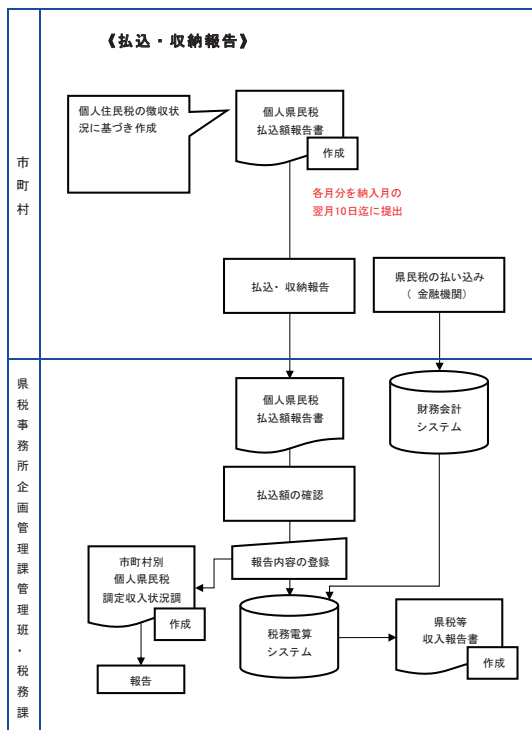 《払込・収納報告》
市町村
個人住民税の徴収状
況に基づき作成
個人県民税
払込額報告書
作成
各月分を納入月の
翌月10日迄に提出
払込・収納報告
県民税の払い込み
（ 金融機関）
県税事務所企画管理課管理班・税務課
個人県民税
払込額報告書
財務会計
システム
払込額の確認
報告内容の登録
市町村別
個人県民税
調定収入状況調
作成
報告
税務電算
システム
県税等
収入報告書
作成